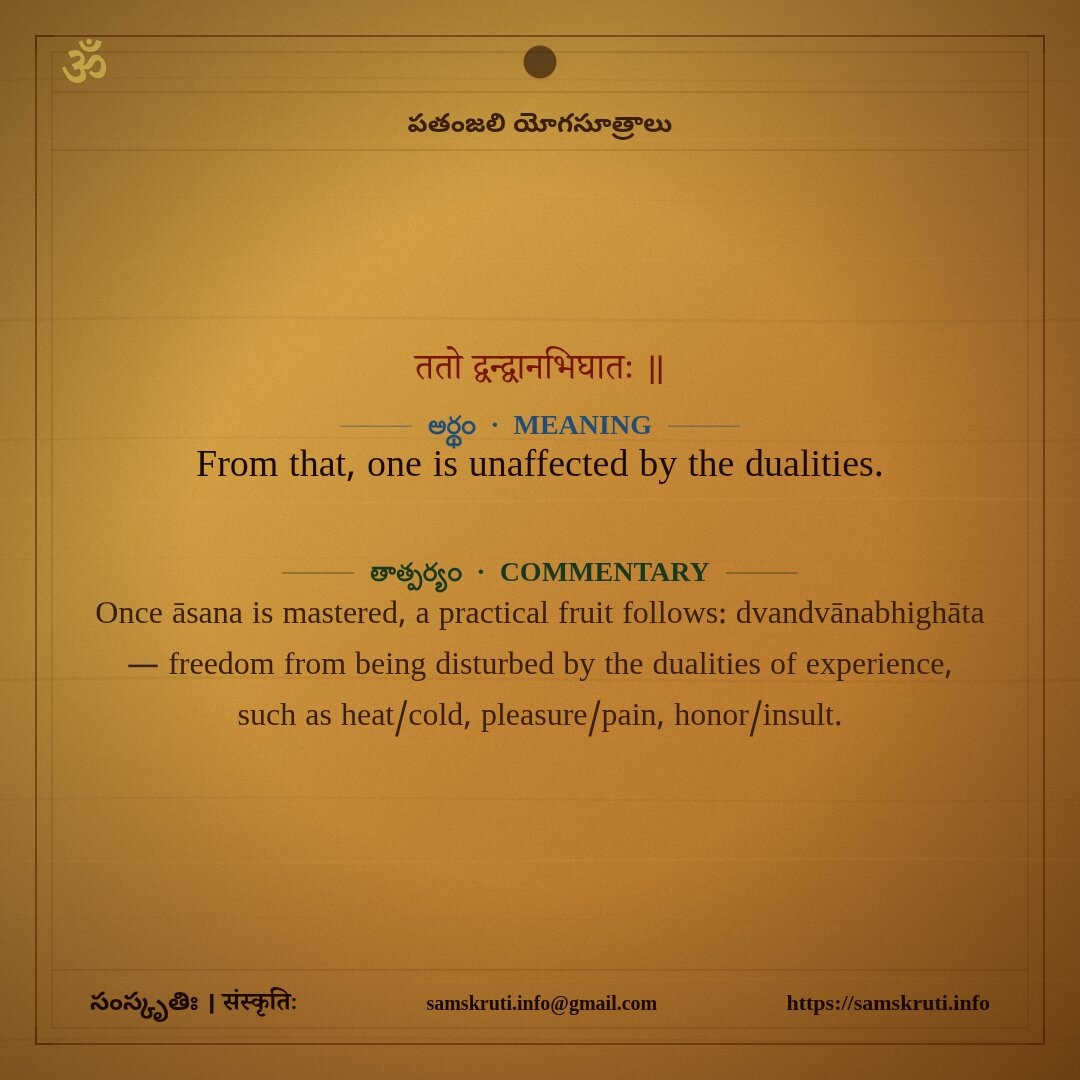 ॐ
పతంజలి యోగసూత్రాలు
ततो द्वन्द्वानभिघातः ॥
అర్థం · MEANING
From that, one is unaffected by the dualities.
తాత్పర్యం · COMMENTARY
Once āsana is mastered, a practical fruit follows: dvandvānabhighāta
— freedom from being disturbed by the dualities of experience,
such as heat/cold, pleasure/pain, honor/insult.
సంస్కృతిః | संस्कृतिः samskruti.info@gmail.com https://samskruti.info